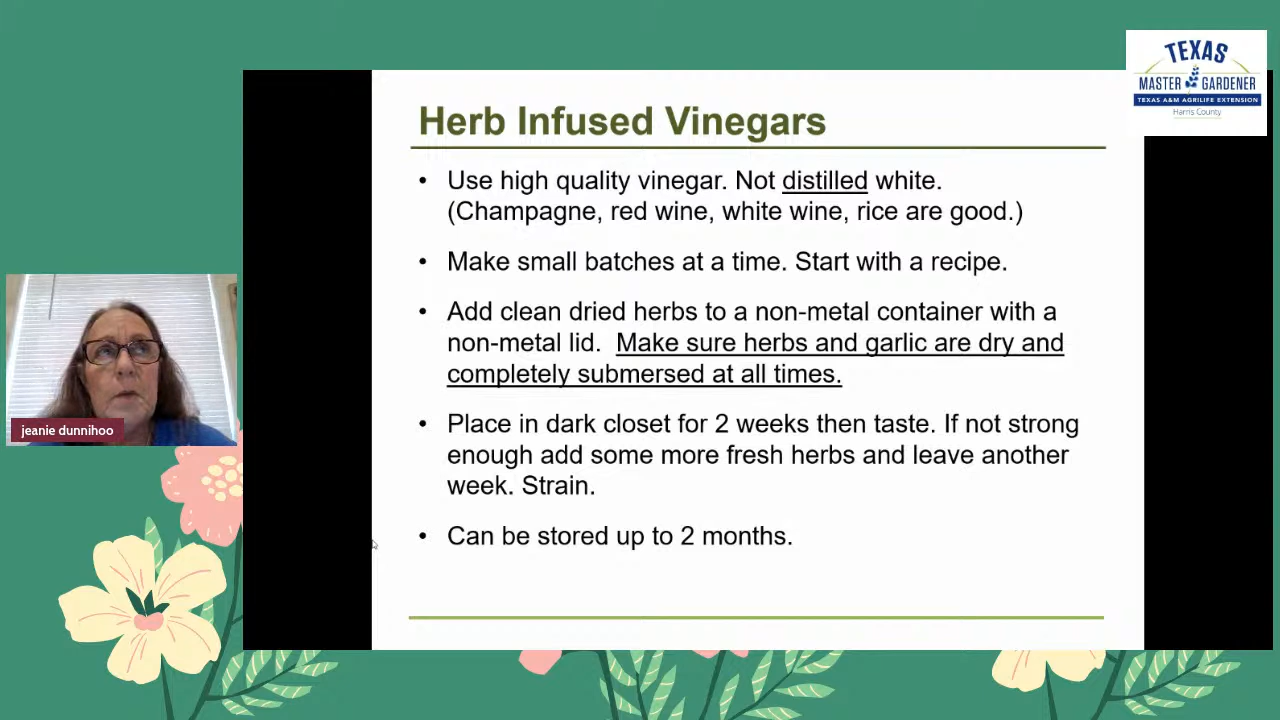 TEXAS
MASTER GARDENER
TEXAS A&M AGRILIFE EXTENSION
Harris County
Herb Infused Vinegars
• Use high quality vinegar. Not distilled white.
(Champagne, red wine, white wine, rice are good.)
• Make small batches at a time. Start with a recipe.
• Add clean dried herbs to a non-metal container with a
non-metal lid. Make sure herbs and garlic are dry and
completely submersed at all times.
• Place in dark closet for 2 weeks then taste. If not strong
enough add some more fresh herbs and leave another
week. Strain.
• Can be stored up to 2 months.
jeanie dunnihoo